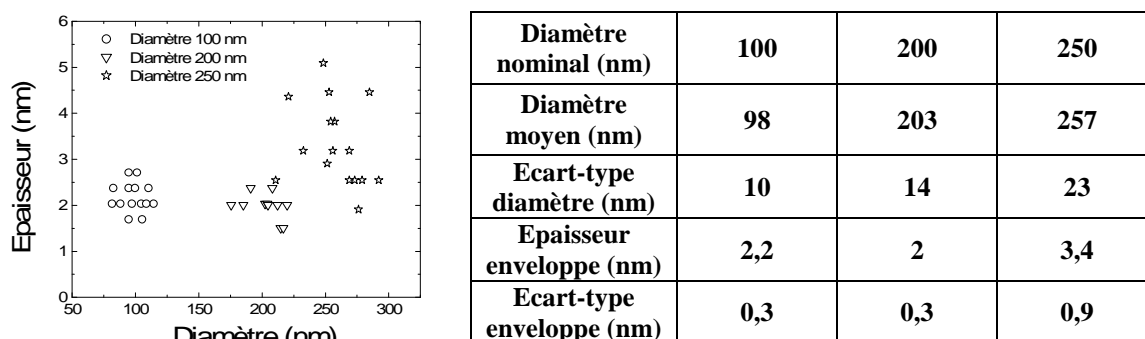 6
5
4
3
2
1
0
Epaisseur (nm)
Diamètre 100 nm
Diamètre 200 nm
Diamètre 250 nm
50 100 150 200 250 300
Diamètre (nm)
Diamètre
nominal (nm) 100 200 250
Diamètre
moyen (nm) 98 203 257
Ecart-type
diamètre (nm) 10 14 23
Epaisseur
enveloppe (nm) 2,2 2 3,4
Ecart-type
enveloppe (nm) 0,3 0,3 0,9